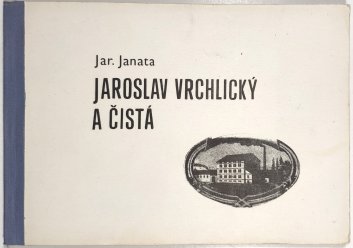 Jar. Janata
JAROSLAV VRCHLICKÝ
A ČISTÁ